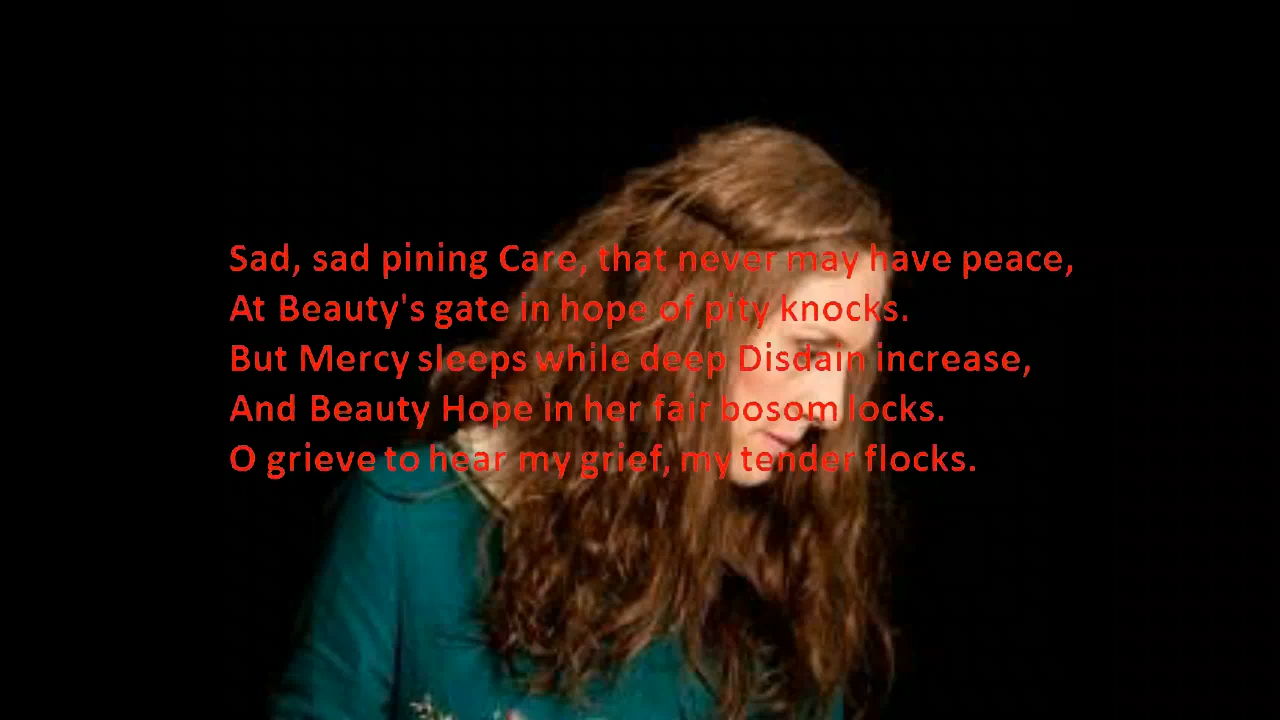 Sad, sad pining Care, that never may have peace,
At Beauty's gate in hope of pity knocks.
But Mercy sleeps while deep Disdain increase,
And Beauty Hope in her fair bosom locks.
O grieve to hear my grief, my tender flocks.